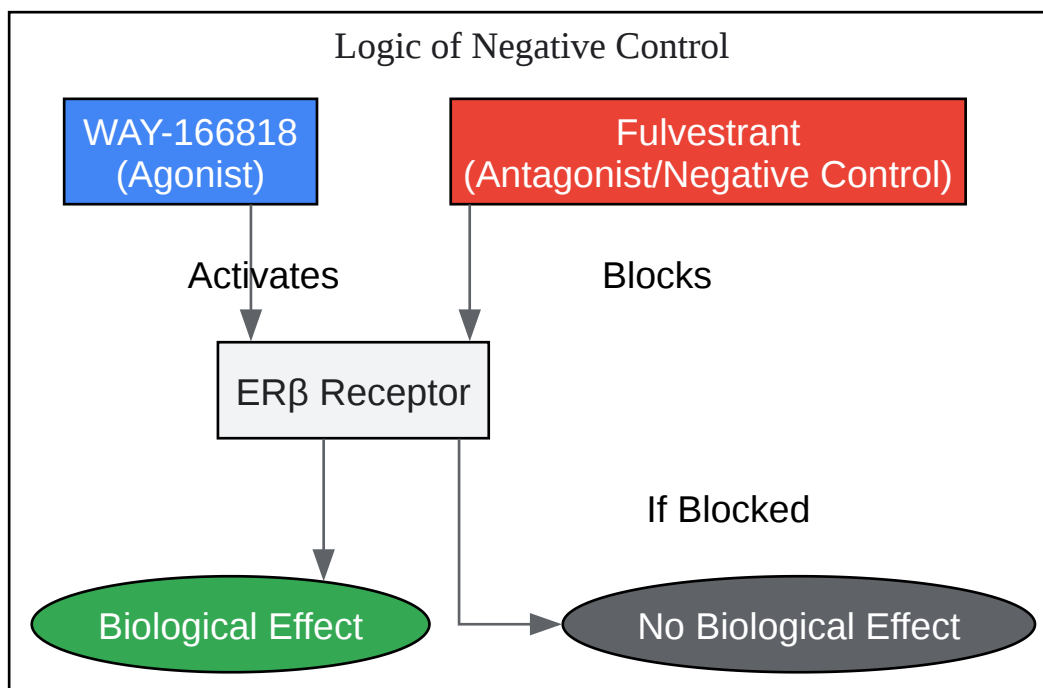 Logic of Negative Control
WAY-166818
(Agonist)
Fulvestrant
(Antagonist/Negative Control)
Activates
Blocks
ERβ Receptor
If Blocked
Biological Effect
No Biological Effect